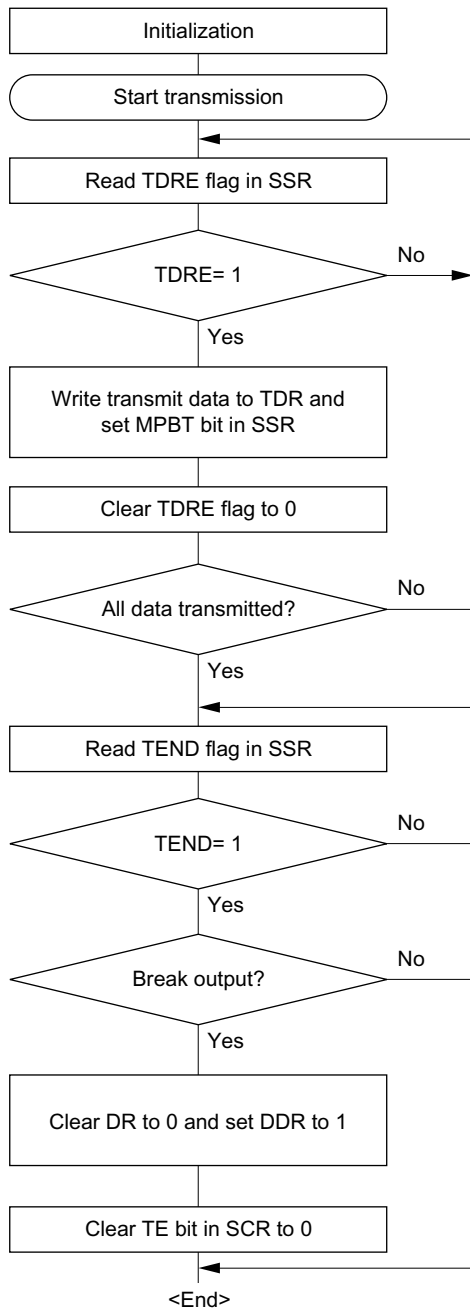 Initialization
Start transmission
Read TDRE flag in SSR
TDRE= 1
No
Yes
Write transmit data to TDR and
set MPBT bit in SSR
Clear TDRE flag to 0
All data transmitted?
No
Yes
Read TEND flag in SSR
TEND= 1
No
Yes
Break output?
No
Yes
Clear DR to 0 and set DDR to 1
Clear TE bit in SCR to 0
<End>